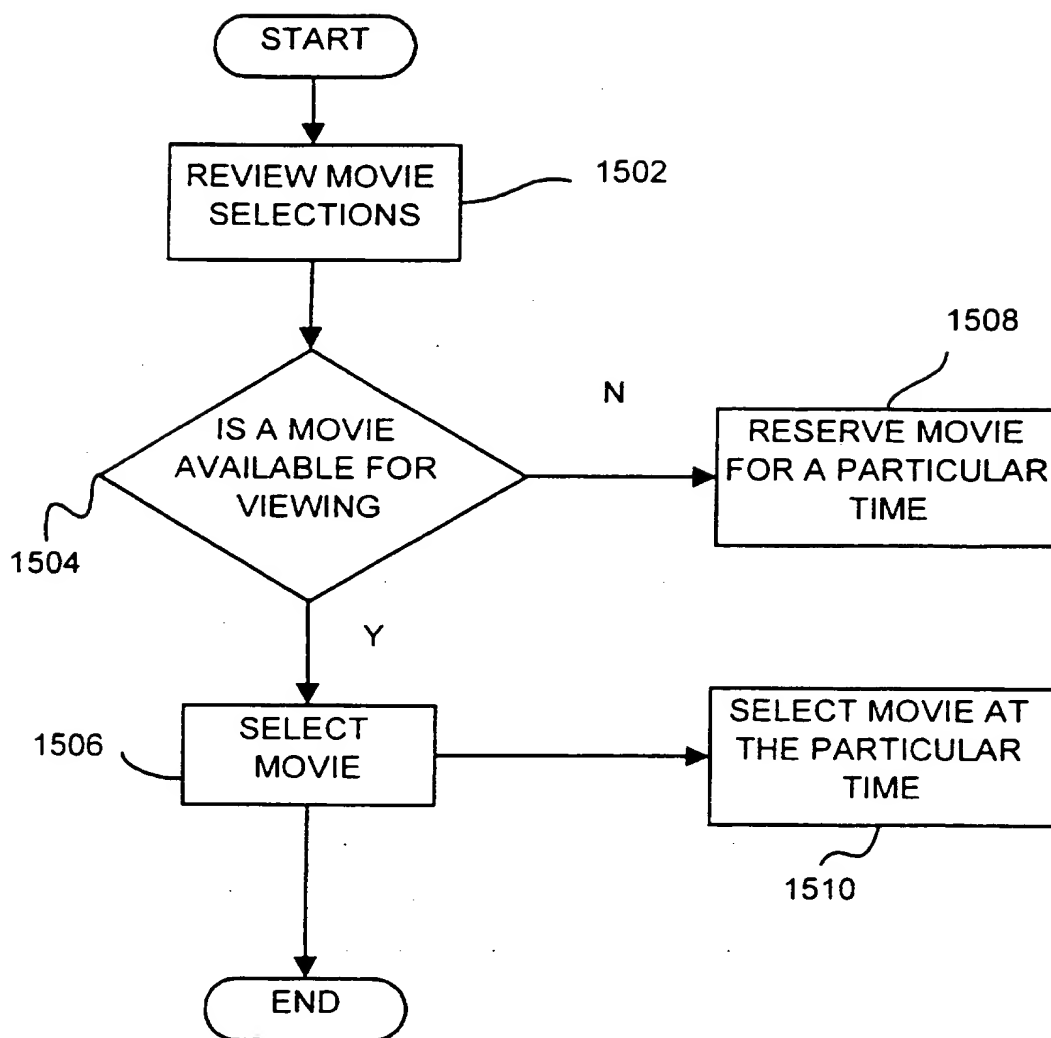 START
REVIEW MOVIE
SELECTIONS
1502
1508
N
IS A MOVIE
AVAILABLE FOR
VIEWING
RESERVE MOVIE
FOR A PARTICULAR
TIME
1504
Y
SELECT
MOVIE
1506
SELECT MOVIE AT
THE PARTICULAR
TIME
1510
END